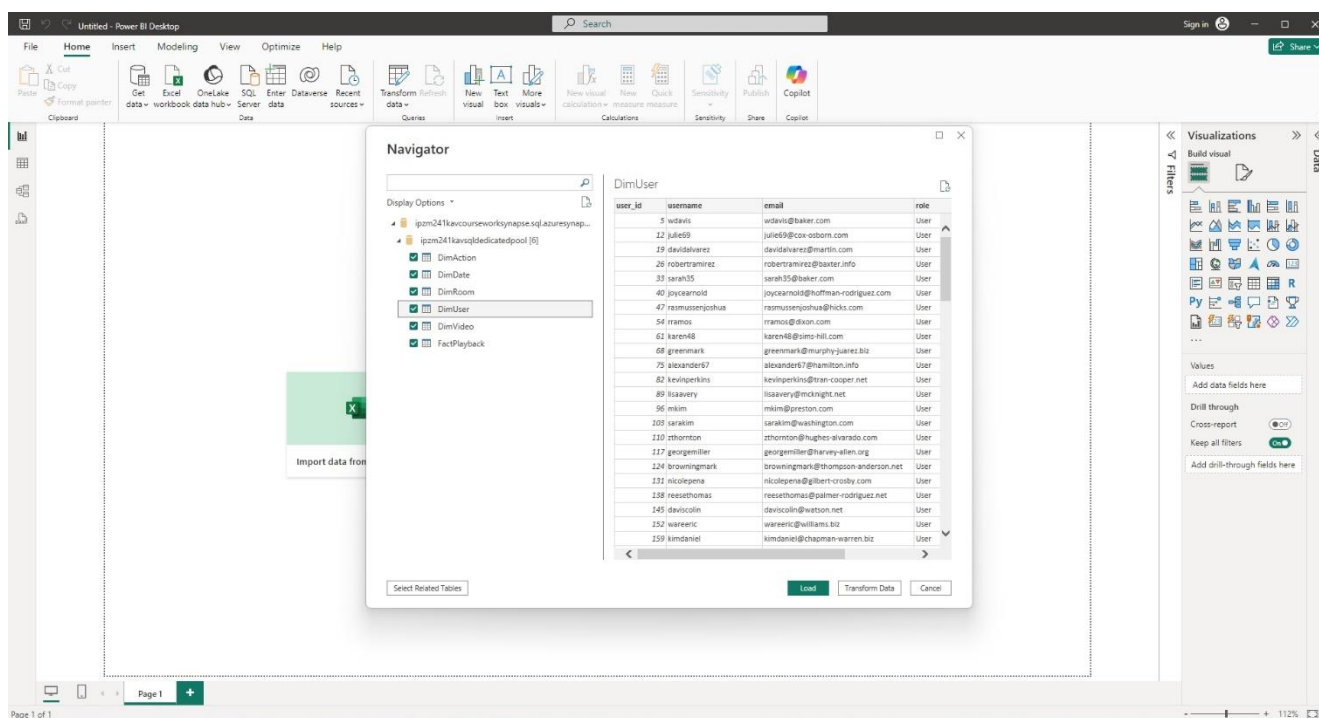 Untitled - Power BI Desktop
Search
Sign in
File Home Insert Modeling View Optimize Help
Share
Paste
Cut
Copy
Format painter
Clipboard
Get data
Excel workbook
OneLake data hub
SQL Server
Enter data
Dataverse
Recent sources
Data
Transform data
Refresh
Queries
New visual
Text box
More visuals
Insert
New visual calculation
New measure
Quick measure
Calculations
Sensitivity
Sensitivity
Publish
Share
Copilot
Copilot
Import data from
Navigator
Display Options
ipzm241kavcourseworksynapse.sql.azuresynap...
ipzm241kavsqldedicatedpool [6]
DimAction
DimDate
DimRoom
DimUser
DimVideo
FactPlayback
Select Related Tables
DimUser
user_id username email role
5 wdavis wdavis@baker.com User
12 julie69 julie69@cox-osborn.com User
19 davidalvarez davidalvarez@martin.com User
26 robertramirez robertramirez@baxter.info User
33 sarah35 sarah35@baker.com User
40 joycearnold joycearnold@hoffman-rodriguez.com User
47 rasmussenjoshua rasmussenjoshua@hicks.com User
54 rramos rramos@dixon.com User
61 karen48 karen48@sims-hill.com User
68 greenmark greenmark@murphy-juarez.biz User
75 alexander67 alexander67@hamilton.info User
82 kevinperkins kevinperkins@tran-cooper.net User
89 lisaavery lisaavery@mcknight.net User
96 mkim mkim@preston.com User
103 sarakim sarakim@washington.com User
110 zthornton zthornton@hughes-alvarado.com User
117 georgemiller georgemiller@harvey-allen.org User
124 browningmark browningmark@thompson-anderson.net User
131 nicolepena nicolepena@gilbert-crosby.com User
138 reesethomas reesethomas@palmer-rodriguez.net User
145 daviscolin daviscolin@watson.net User
152 wareeric wareeric@williams.biz User
159 kimdaniel kimdaniel@chapman-warren.biz User
Load Transform Data Cancel
Filters
Visualizations
Build visual
123
R
Py
...
Values
Add data fields here
Drill through
Cross-report
Off
Keep all filters
On
Add drill-through fields here
Data
Page 1
Page 1 of 1
112%